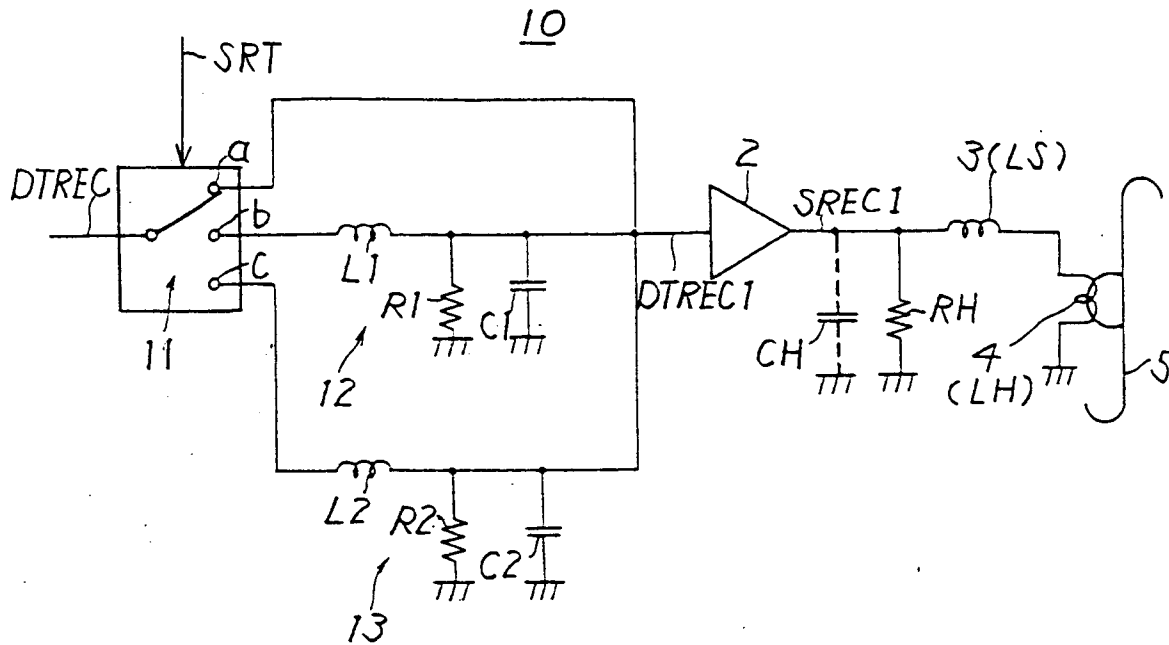 10
SRT
a
DTREC
b
c
11
L1
R1
C1
12
L2
R2
C2
13
2
DTREC1
SREC1
CH
RH
3(LS)
4
(LH)
5